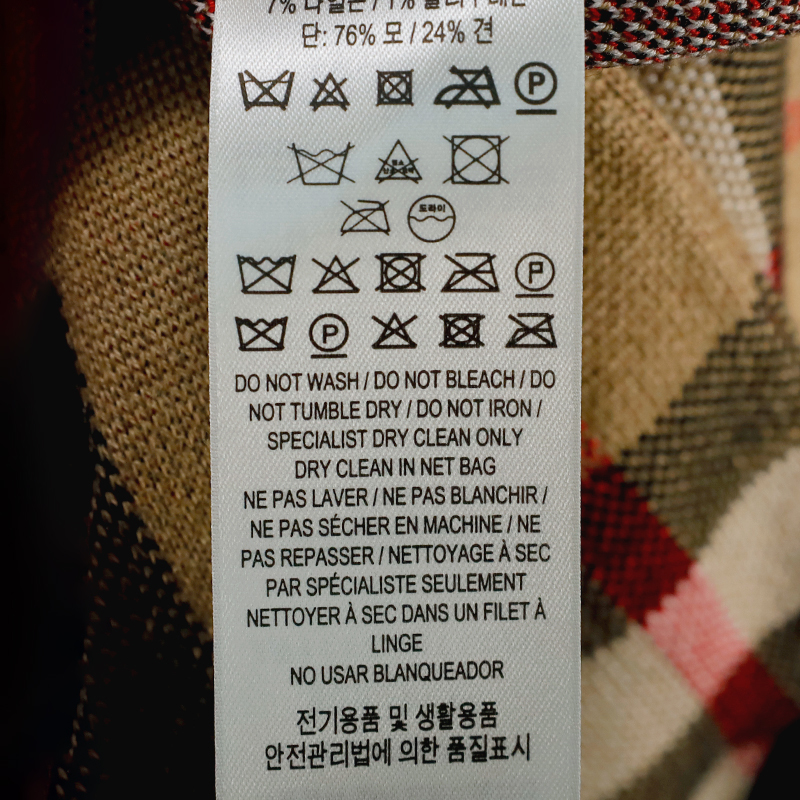 단: 76% 모 / 24% 견
P
드라이
P
P
DO NOT WASH / DO NOT BLEACH / DO
NOT TUMBLE DRY / DO NOT IRON /
SPECIALIST DRY CLEAN ONLY
DRY CLEAN IN NET BAG
NE PAS LAVER / NE PAS BLANCHIR /
NE PAS SÉCHER EN MACHINE / NE
PAS REPASSER / NETTOYAGE À SEC
PAR SPÉCIALISTE SEULEMENT
NETTOYER À SEC DANS UN FILET À
LINGE
NO USAR BLANQUEADOR
전기용품 및 생활용품
안전관리법에 의한 품질표시